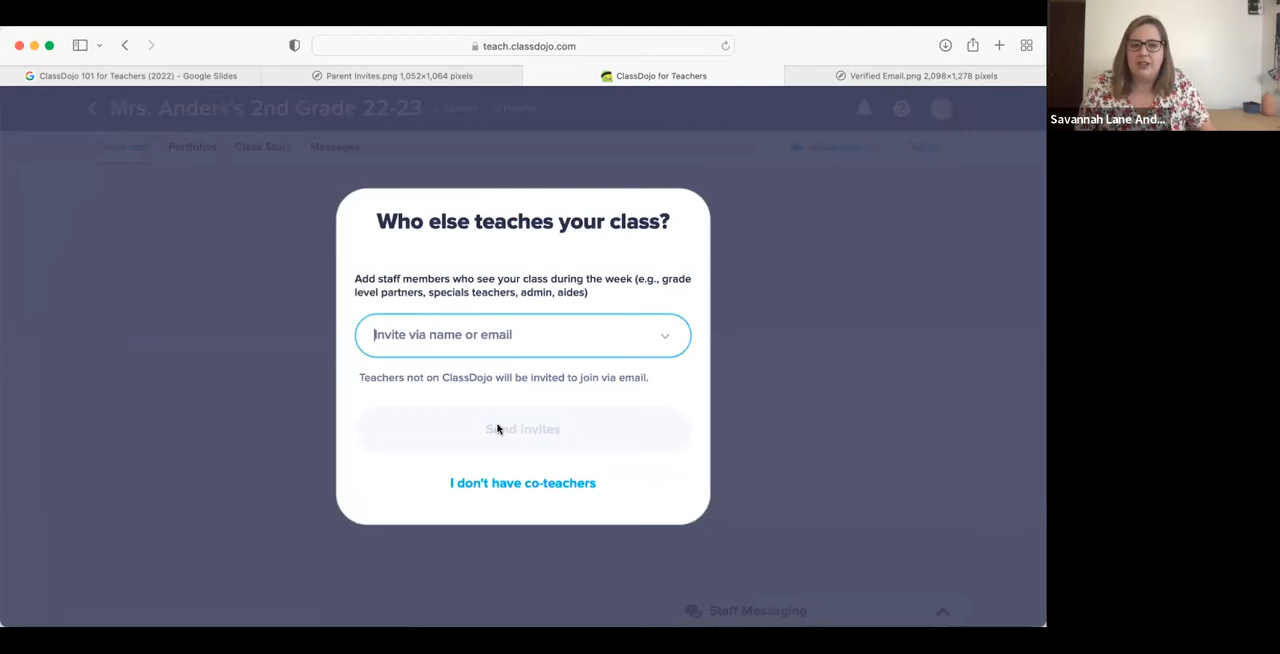 teach.classdojo.com
ClassDojo 101 for Teachers (2022) - Google Slides
Parent Invites.png 1,052×1,064 pixels
ClassDojo for Teachers
Verified Email.png 2,098×1,278 pixels
Savannah Lane And...
Mrs. Anders's 2nd Grade 22-23
Portfolios
Class Story
Messages
Who else teaches your class?
Add staff members who see your class during the week (e.g., grade
level partners, specials teachers, admin, aides)
Invite via name or email
Teachers not on ClassDojo will be invited to join via email.
Send invites
I don't have co-teachers
Staff Messaging